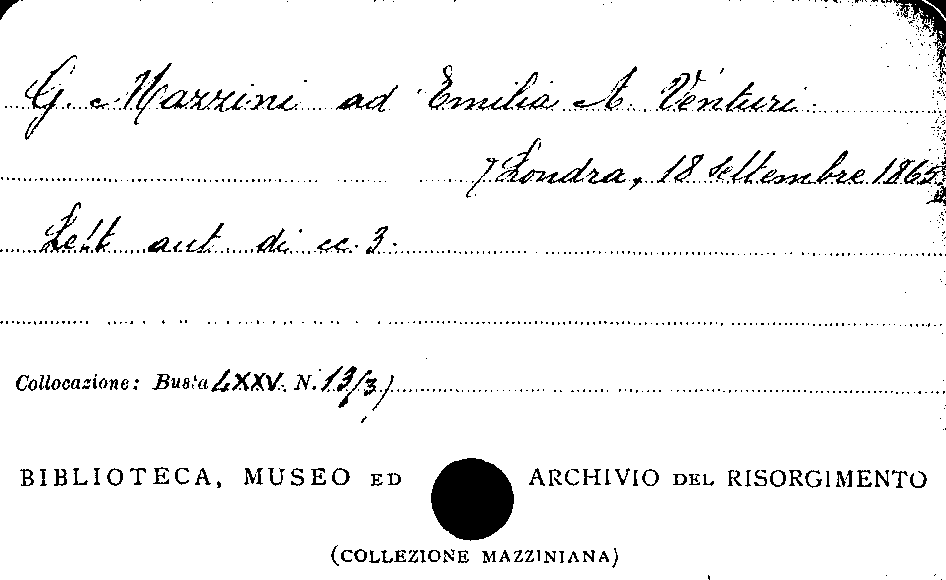 G. Mazzini ad Emilia A. Venturi.
[Londra, 18 settembre 1865
Lett. aut. di cc. 3.
Collocazione: Busta LXXV. N. 13/3)
BIBLIOTECA, MUSEO ED ARCHIVIO DEL RISORGIMENTO
(COLLEZIONE MAZZINIANA)